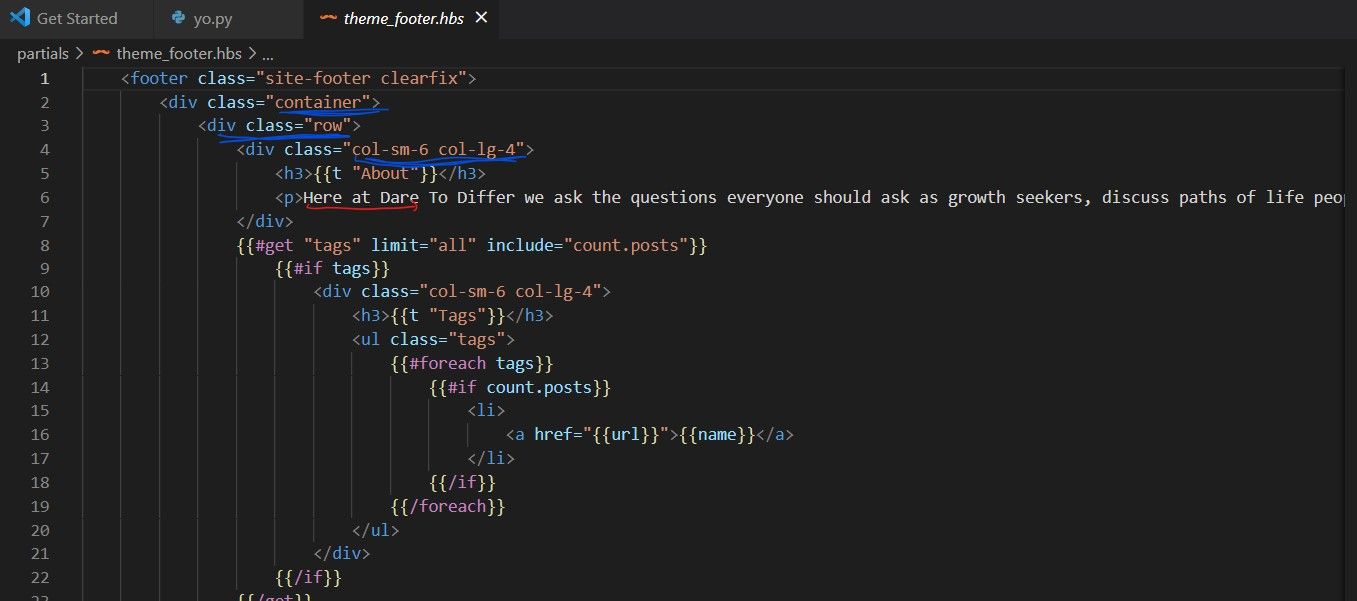 Get Started yo.py theme_footer.hbs
partials > theme_footer.hbs > ...
1 <footer class="site-footer clearfix">
2 <div class="container">
3 <div class="row">
4 <div class="col-sm-6 col-lg-4">
5 <h3>{{t "About"}}</h3>
6 <p>Here at Dare To Differ we ask the questions everyone should ask as growth seekers, discuss paths of life peo
7 </div>
8 {{#get "tags" limit="all" include="count.posts"}}
9 {{#if tags}}
10 <div class="col-sm-6 col-lg-4">
11 <h3>{{t "Tags"}}</h3>
12 <ul class="tags">
13 {{#foreach tags}}
14 {{#if count.posts}}
15 <li>
16 <a href="{{url}}">{{name}}</a>
17 </li>
18 {{/if}}
19 {{/foreach}}
20 </ul>
21 </div>
22 {{/if}}
23 {{/get}}